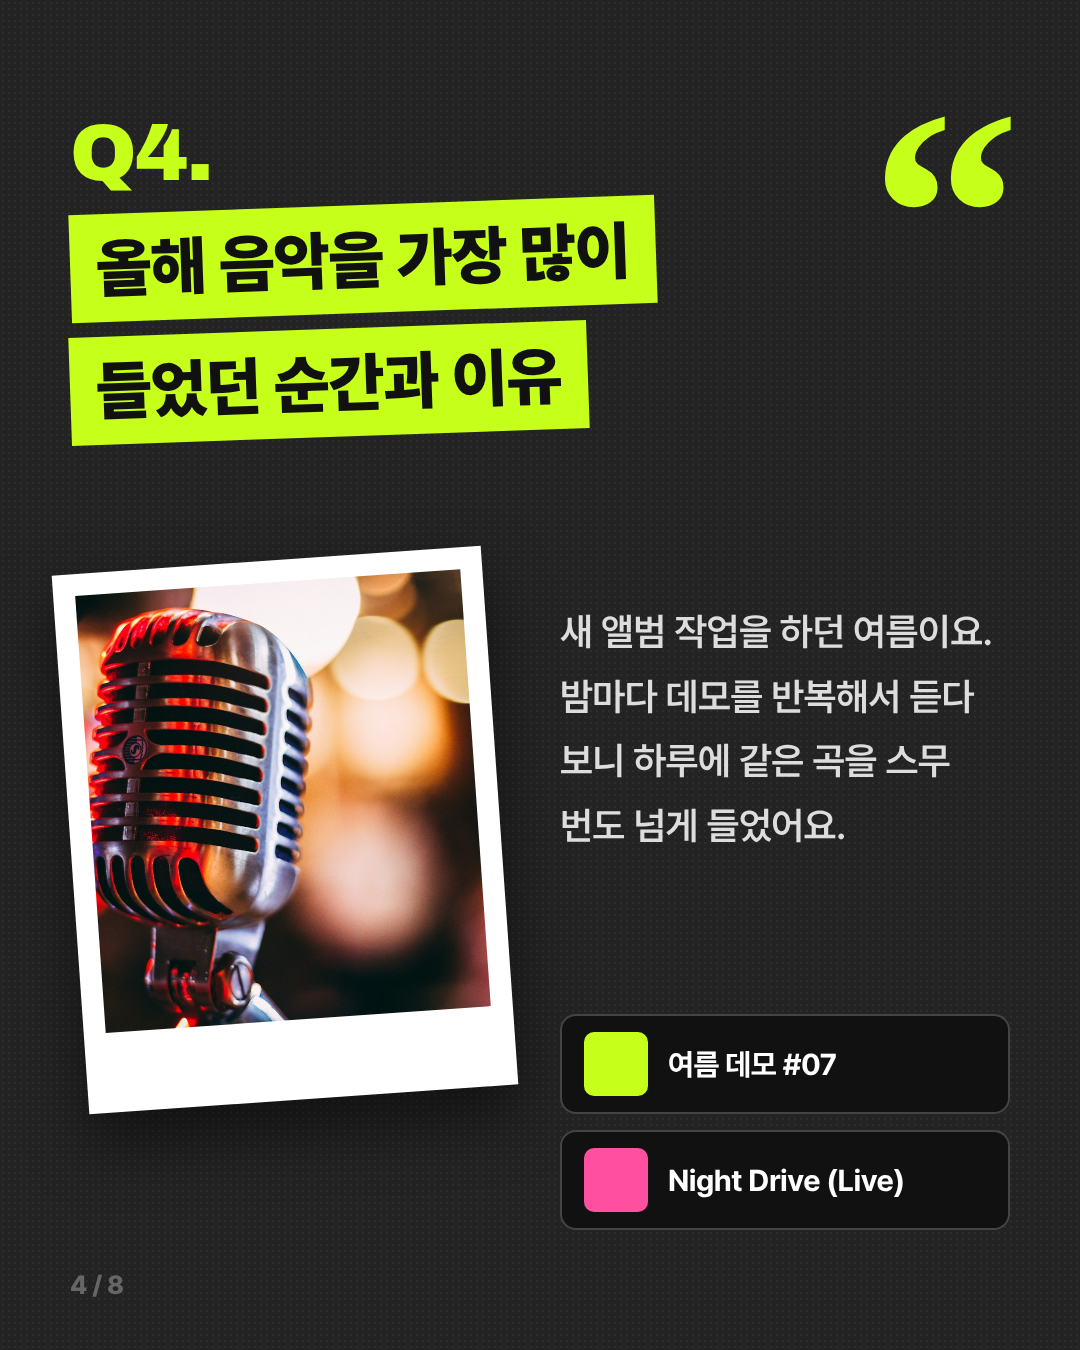 Q4.
“
올해 음악을 가장 많이
들었던 순간과 이유
새 앨범 작업을 하던 여름이요.
밤마다 데모를 반복해서 듣다
보니 하루에 같은 곡을 스무
번도 넘게 들었어요.
여름 데모 #07
Night Drive (Live)
4 / 8